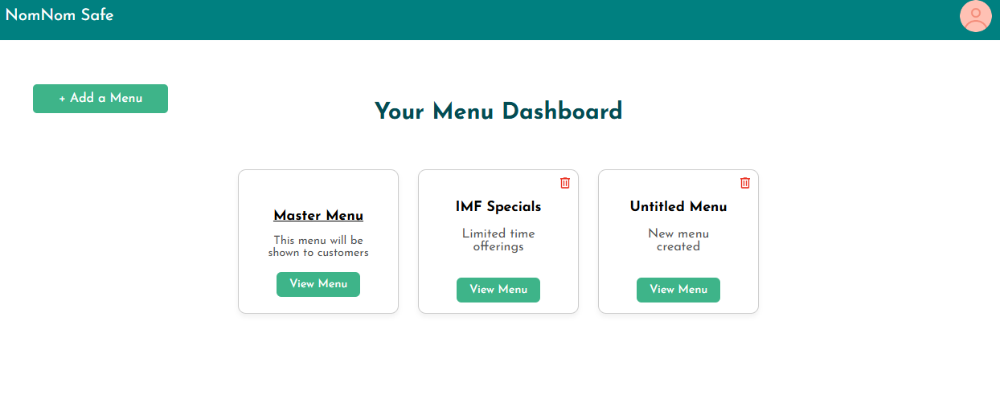 NomNom Safe
+ Add a Menu
Your Menu Dashboard
Master Menu
This menu will be
shown to customers
View Menu
IMF Specials
Limited time
offerings
View Menu
Untitled Menu
New menu
created
View Menu